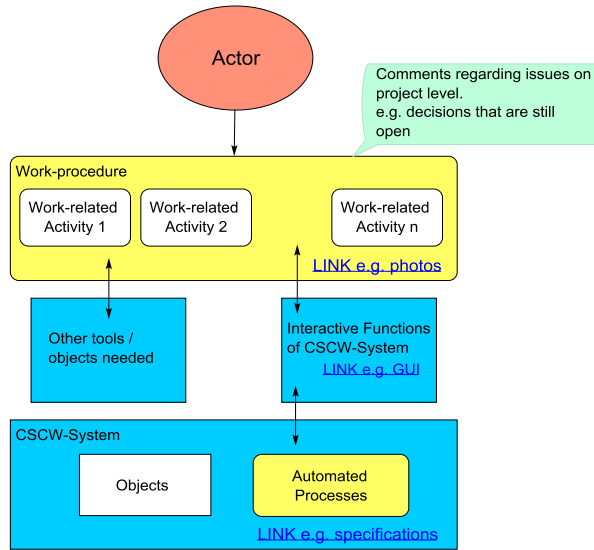 Actor
Comments regarding issues on
project level.
e.g. decisions that are still
open
Work-procedure
Work-related
Activity 1
Work-related
Activity 2
Work-related
Activity n
LINK e.g. photos
Other tools /
objects needed
Interactive Functions
of CSCW-System
LINK e.g. GUI
CSCW-System
Objects
Automated
Processes
LINK e.g. specifications